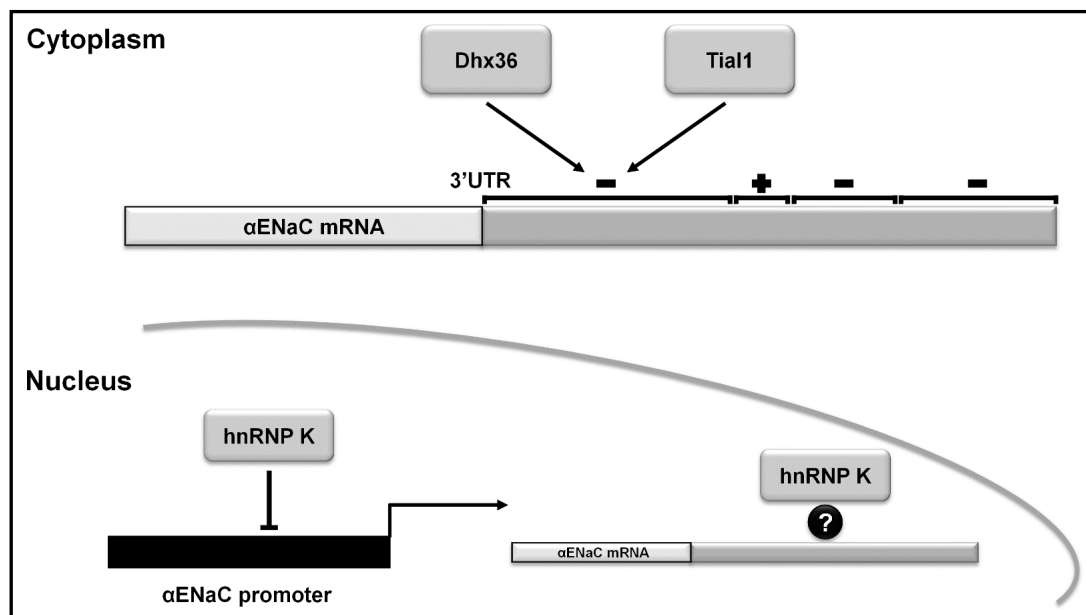 Cytoplasm
Dhx36
Tial1
3'UTR - + - -
αENaC mRNA
Nucleus
hnRNP K
hnRNP K
?
αENaC mRNA
αENaC promoter